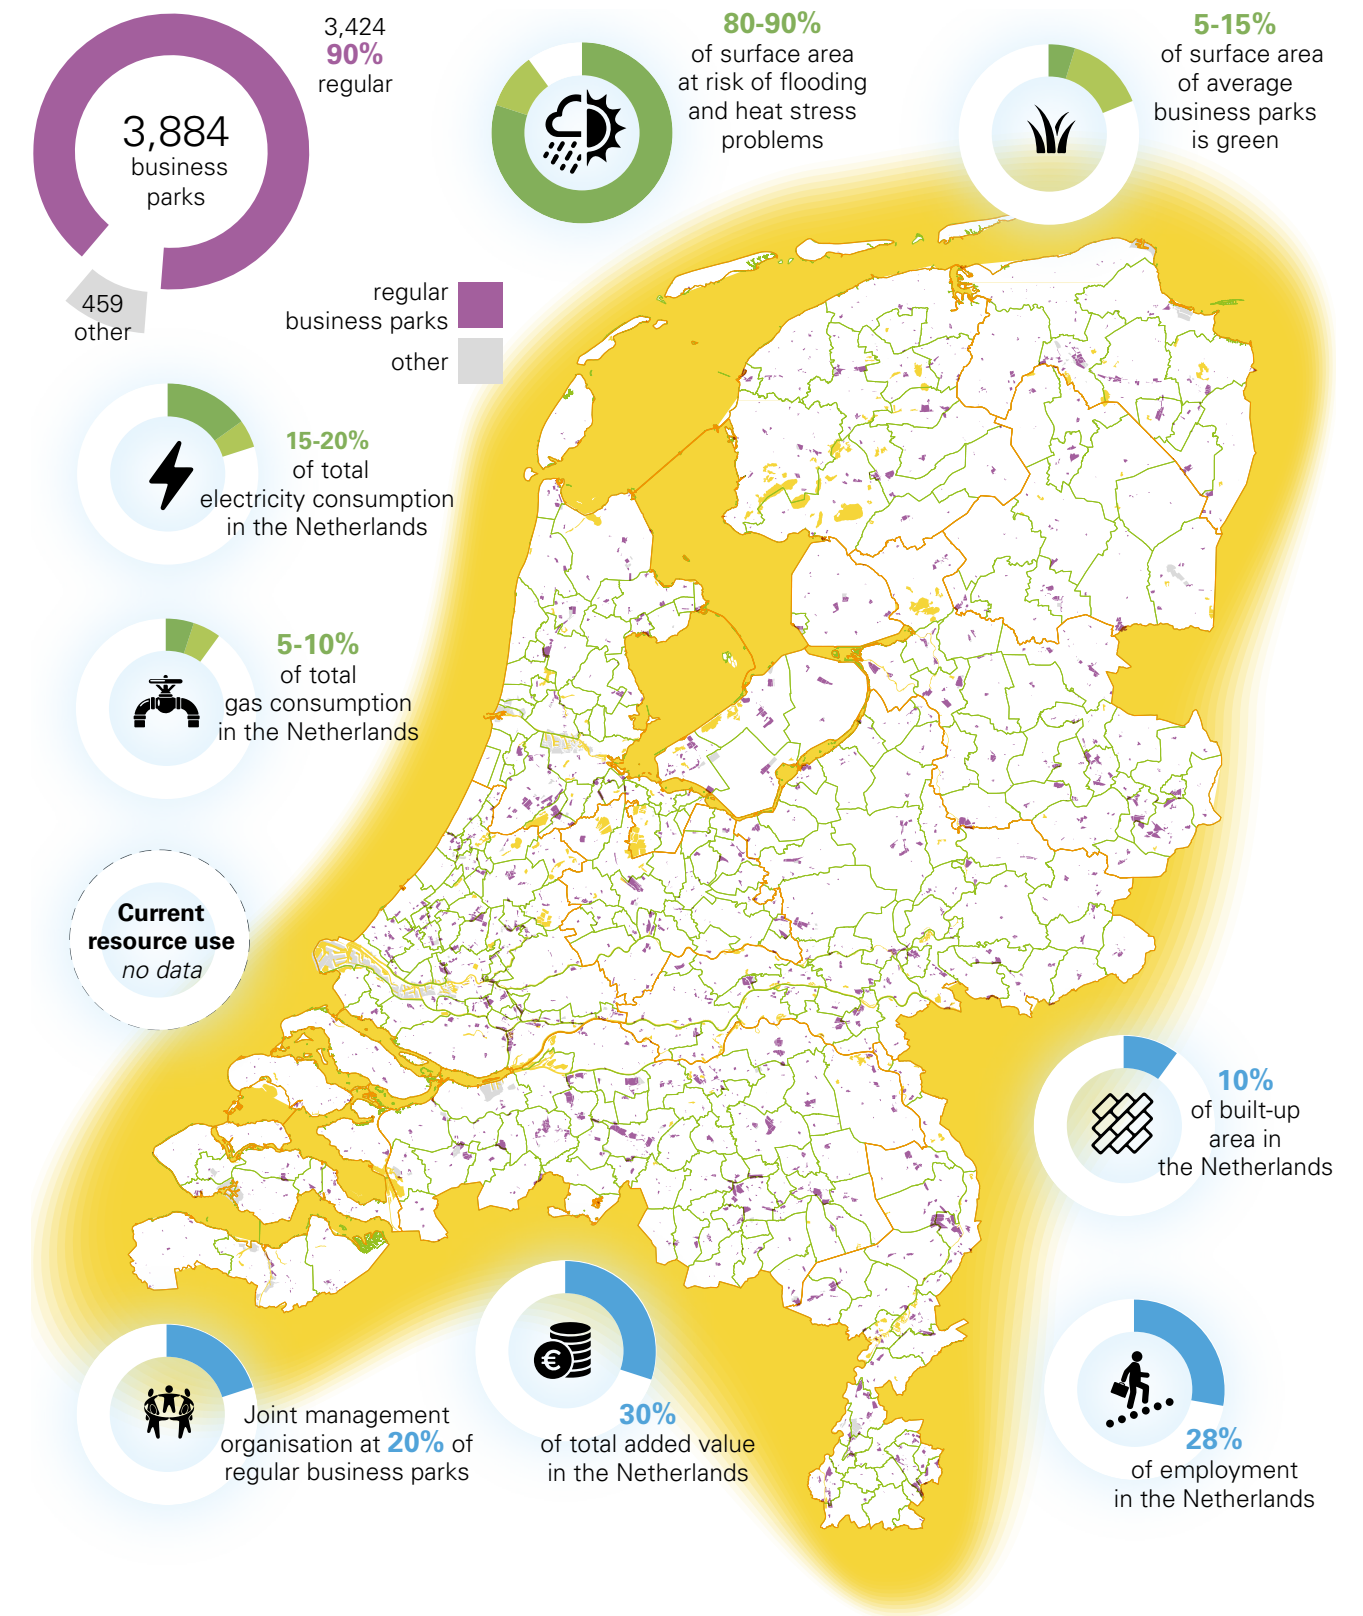 3,424
90%
regular
3,884
business
parks
459
other
regular
business parks
other
80-90%
of surface area
at risk of flooding
and heat stress
problems
5-15%
of surface area
of average
business parks
is green
15-20%
of total
electricity consumption
in the Netherlands
5-10%
of total
gas consumption
in the Netherlands
Current
resource use
no data
10%
of built-up
area in
the Netherlands
Joint management
organisation at 20% of
regular business parks
€
30%
of total added value
in the Netherlands
28%
of employment
in the Netherlands